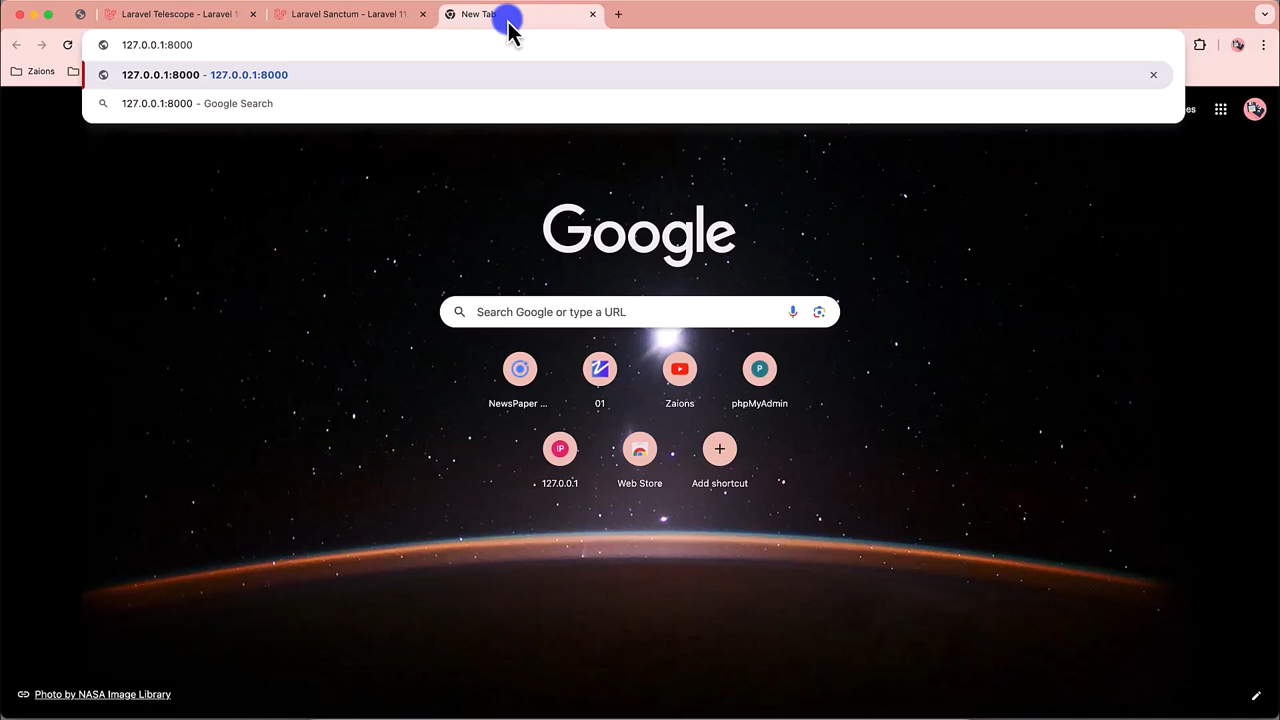 Laravel Telescope - Laravel 1
Laravel Sanctum - Laravel 11.
New Tab
127.0.0.1:8000
Zaions
127.0.0.1:8000 - 127.0.0.1:8000
127.0.0.1:8000 - Google Search
Google
Search Google or type a URL
NewsPaper ...
01
Zaions
P
phpMyAdmin
IP
127.0.0.1
Web Store
Add shortcut
Photo by NASA Image Library